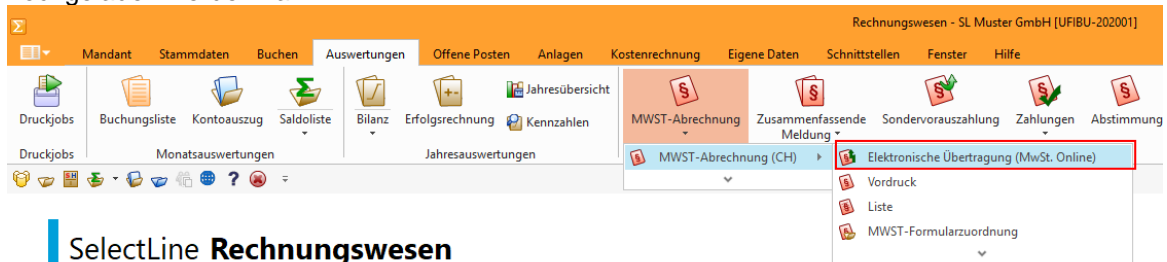 Rechnungswesen - SL Muster GmbH [UFIBU-202001]
Mandant Stammdaten Buchen Auswertungen Offene Posten Anlagen Kostenrechnung Eigene Daten Schnittstellen Fenster Hilfe
Druckjobs Buchungsliste Kontoauszug Saldoliste Bilanz Erfolgsrechnung Jahresübersicht Kennzahlen MWST-Abrechnung Zusammenfassende Meldung Sondervorauszahlung Zahlungen Abstimmung
Druckjobs Monatsauswertungen Jahresauswertungen
MWST-Abrechnung (CH)
Elektronische Übertragung (MwSt. Online)
Vordruck
Liste
MWST-Formularzuordnung
SelectLine Rechnungswesen